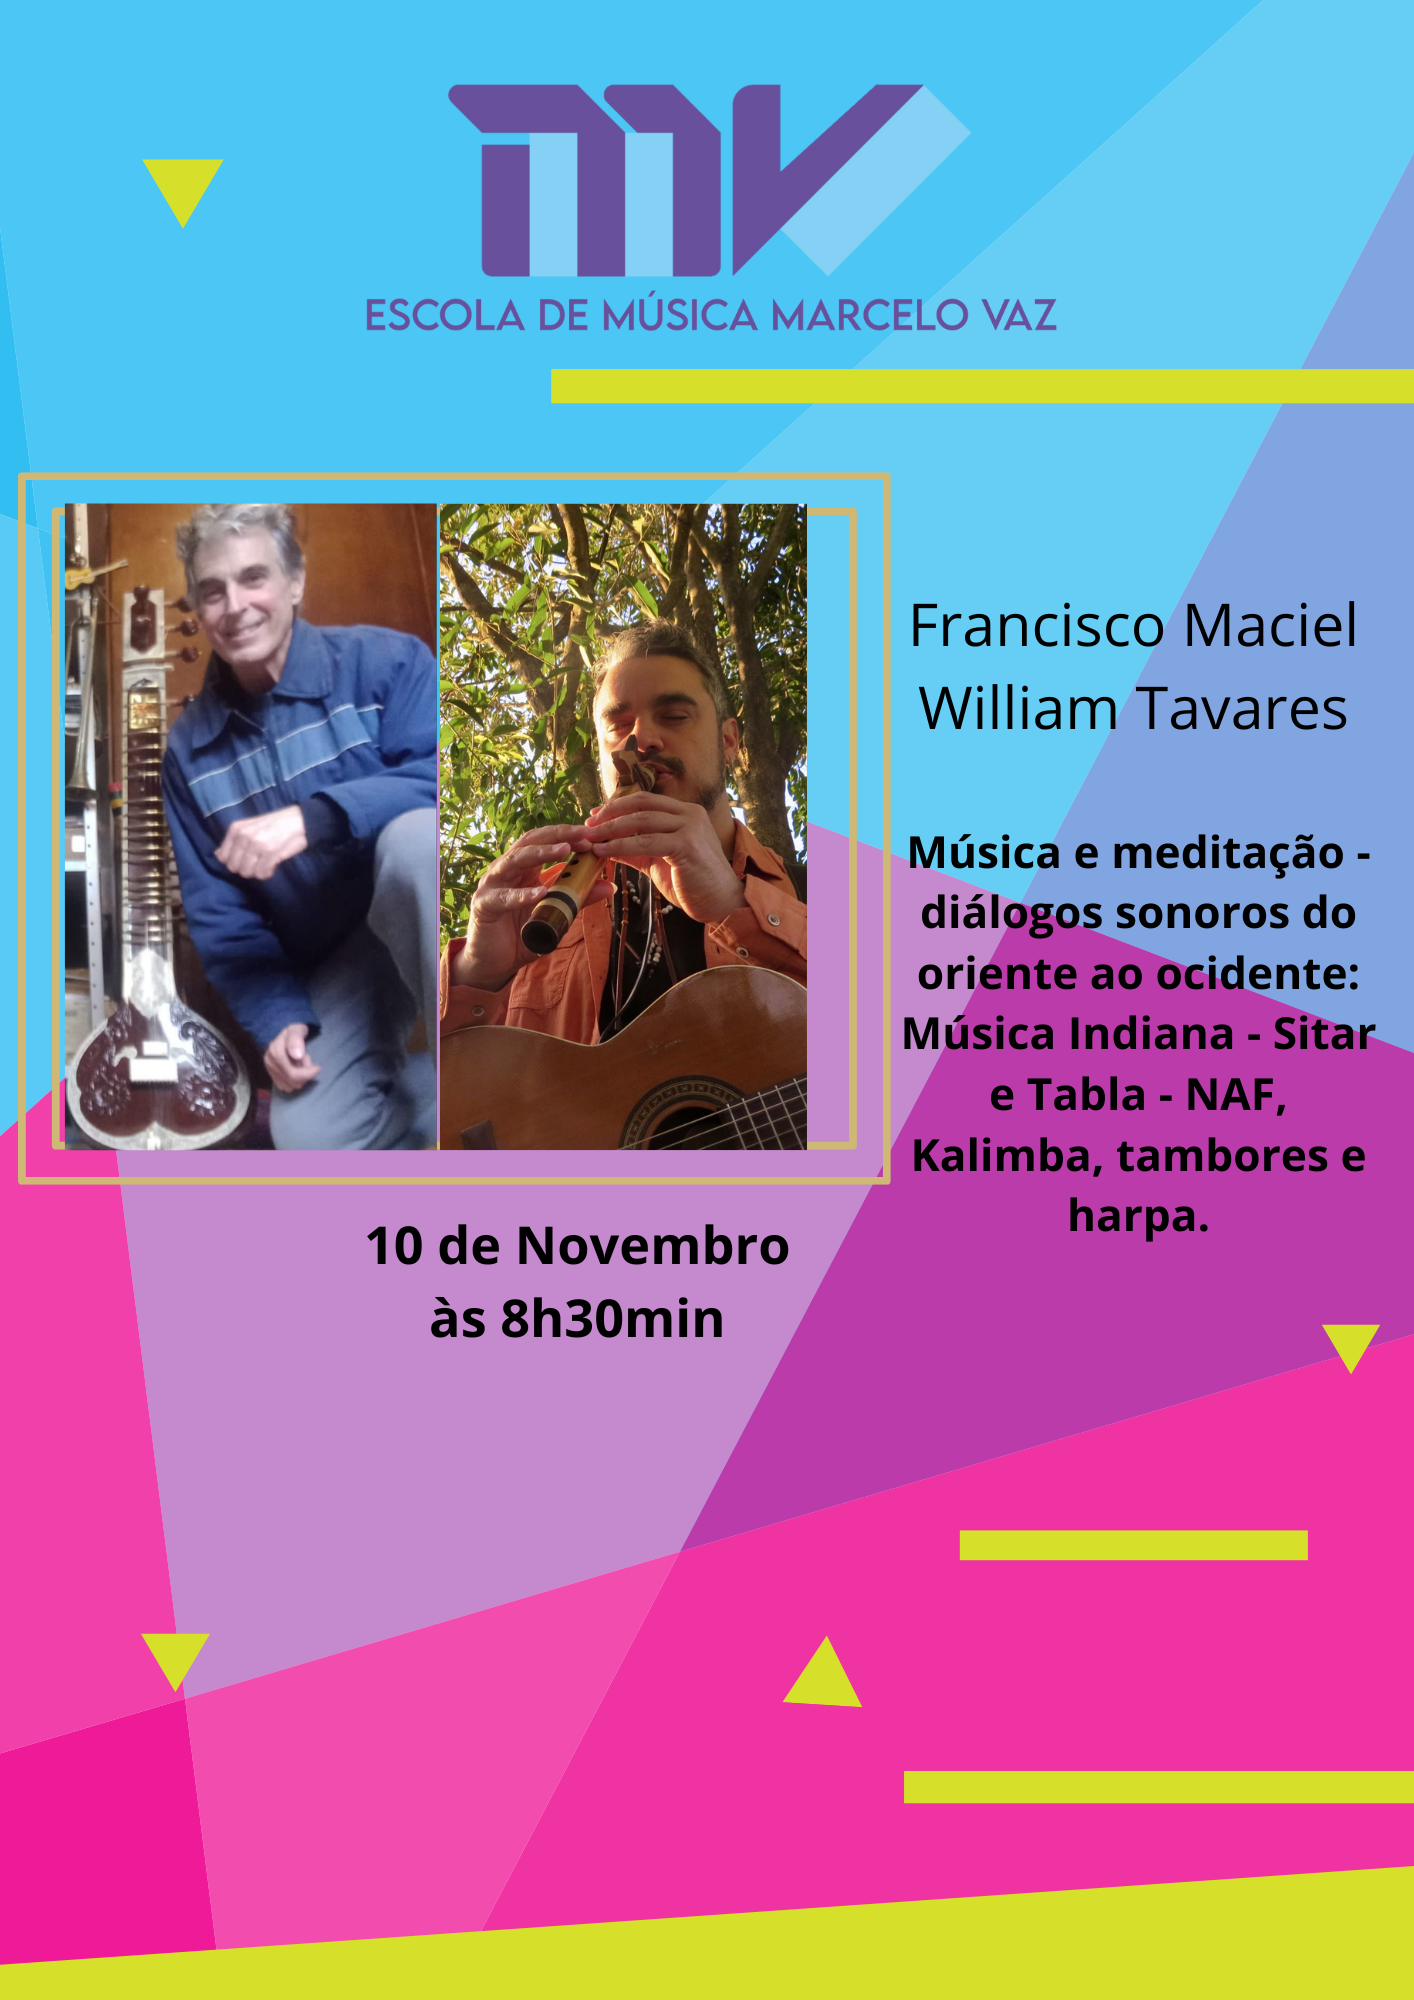 mv
ESCOLA DE MÚSICA MARCELO VAZ
Francisco Maciel
William Tavares
Música e meditação -
diálogos sonoros do
oriente ao ocidente:
Música Indiana - Sitar
e Tabla - NAF,
Kalimba, tambores e
harpa.
10 de Novembro
às 8h30min